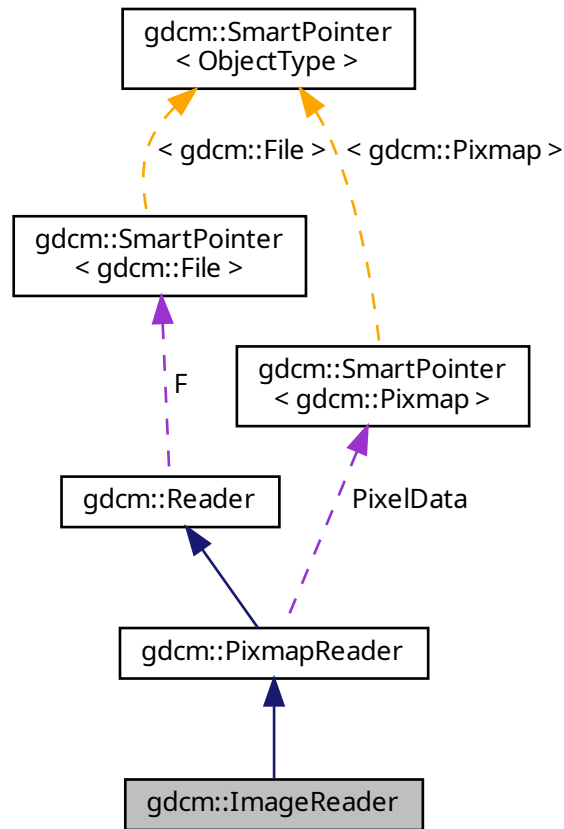 gdcm::SmartPointer
< ObjectType >
< gdcm::File >
< gdcm::Pixmap >
gdcm::SmartPointer
< gdcm::File >
gdcm::SmartPointer
< gdcm::Pixmap >
F
gdcm::Reader
PixelData
gdcm::PixmapReader
gdcm::ImageReader